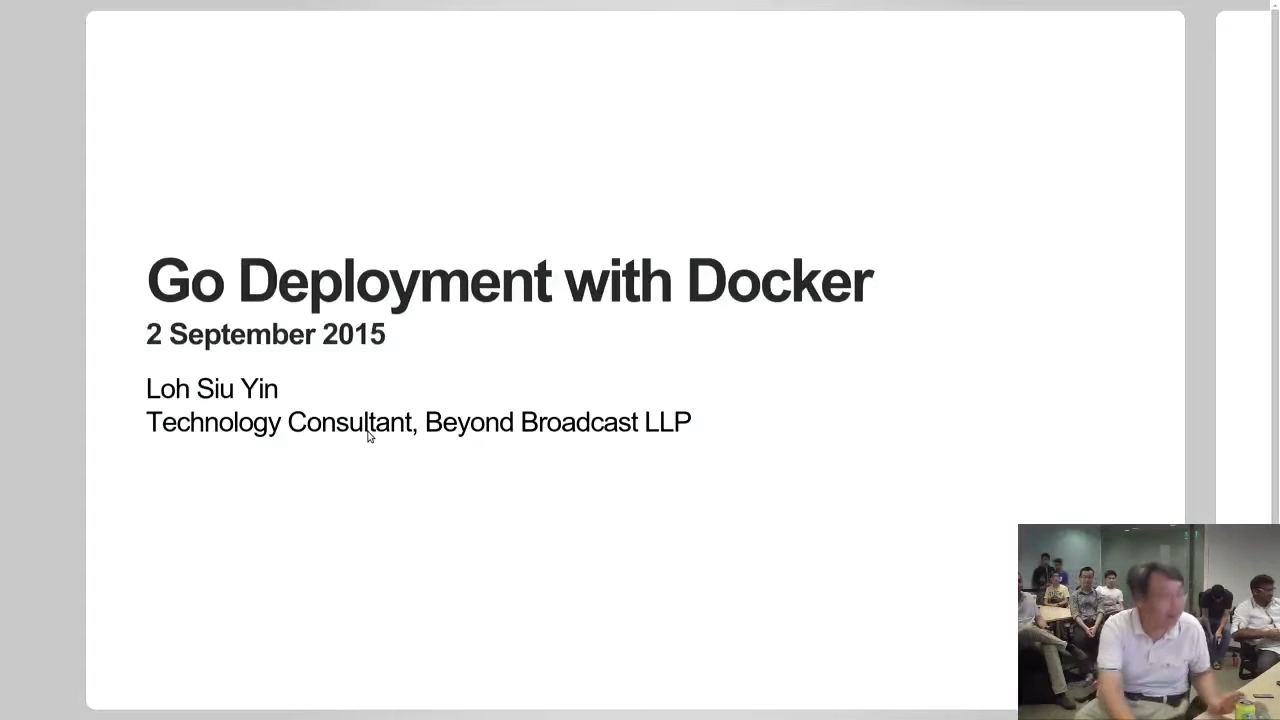 Go Deployment with Docker
2 September 2015
Loh Siu Yin
Technology Consultant, Beyond Broadcast LLP